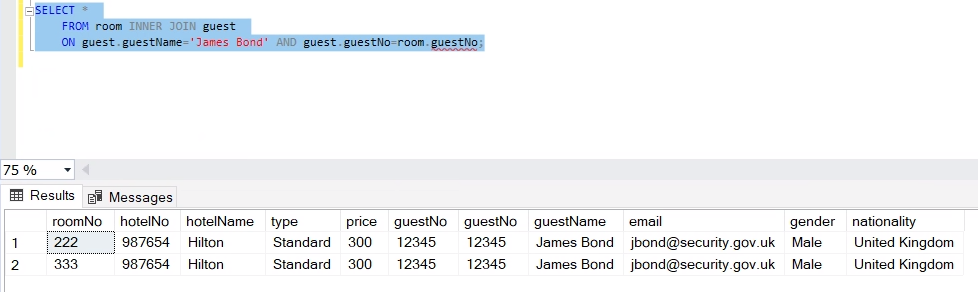 SELECT *
FROM room INNER JOIN guest
ON guest.guestName='James Bond' AND guest.guestNo=room.guestNo;
75 %
Results Messages
roomNo hotelNo hotelName type price guestNo guestNo guestName email gender nationality
1 222 987654 Hilton Standard 300 12345 12345 James Bond jbond@security.gov.uk Male United Kingdom
2 333 987654 Hilton Standard 300 12345 12345 James Bond jbond@security.gov.uk Male United Kingdom